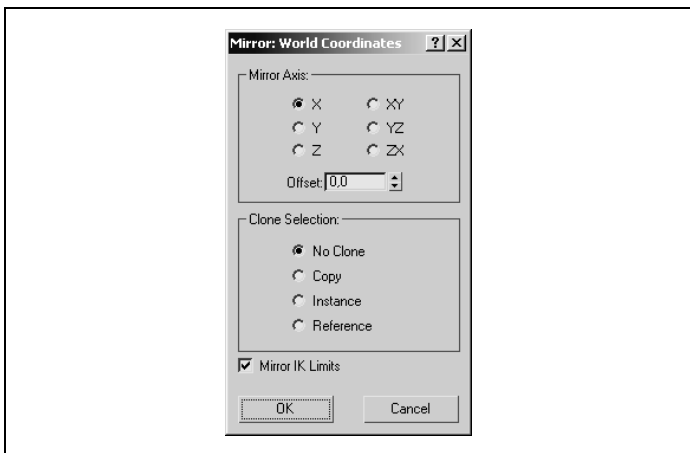 Mirror: World Coordinates
Mirror Axis:
X XY
Y YZ
Z ZX
Offset: 0,0
Clone Selection:
No Clone
Copy
Instance
Reference
Mirror IK Limits
OK Cancel